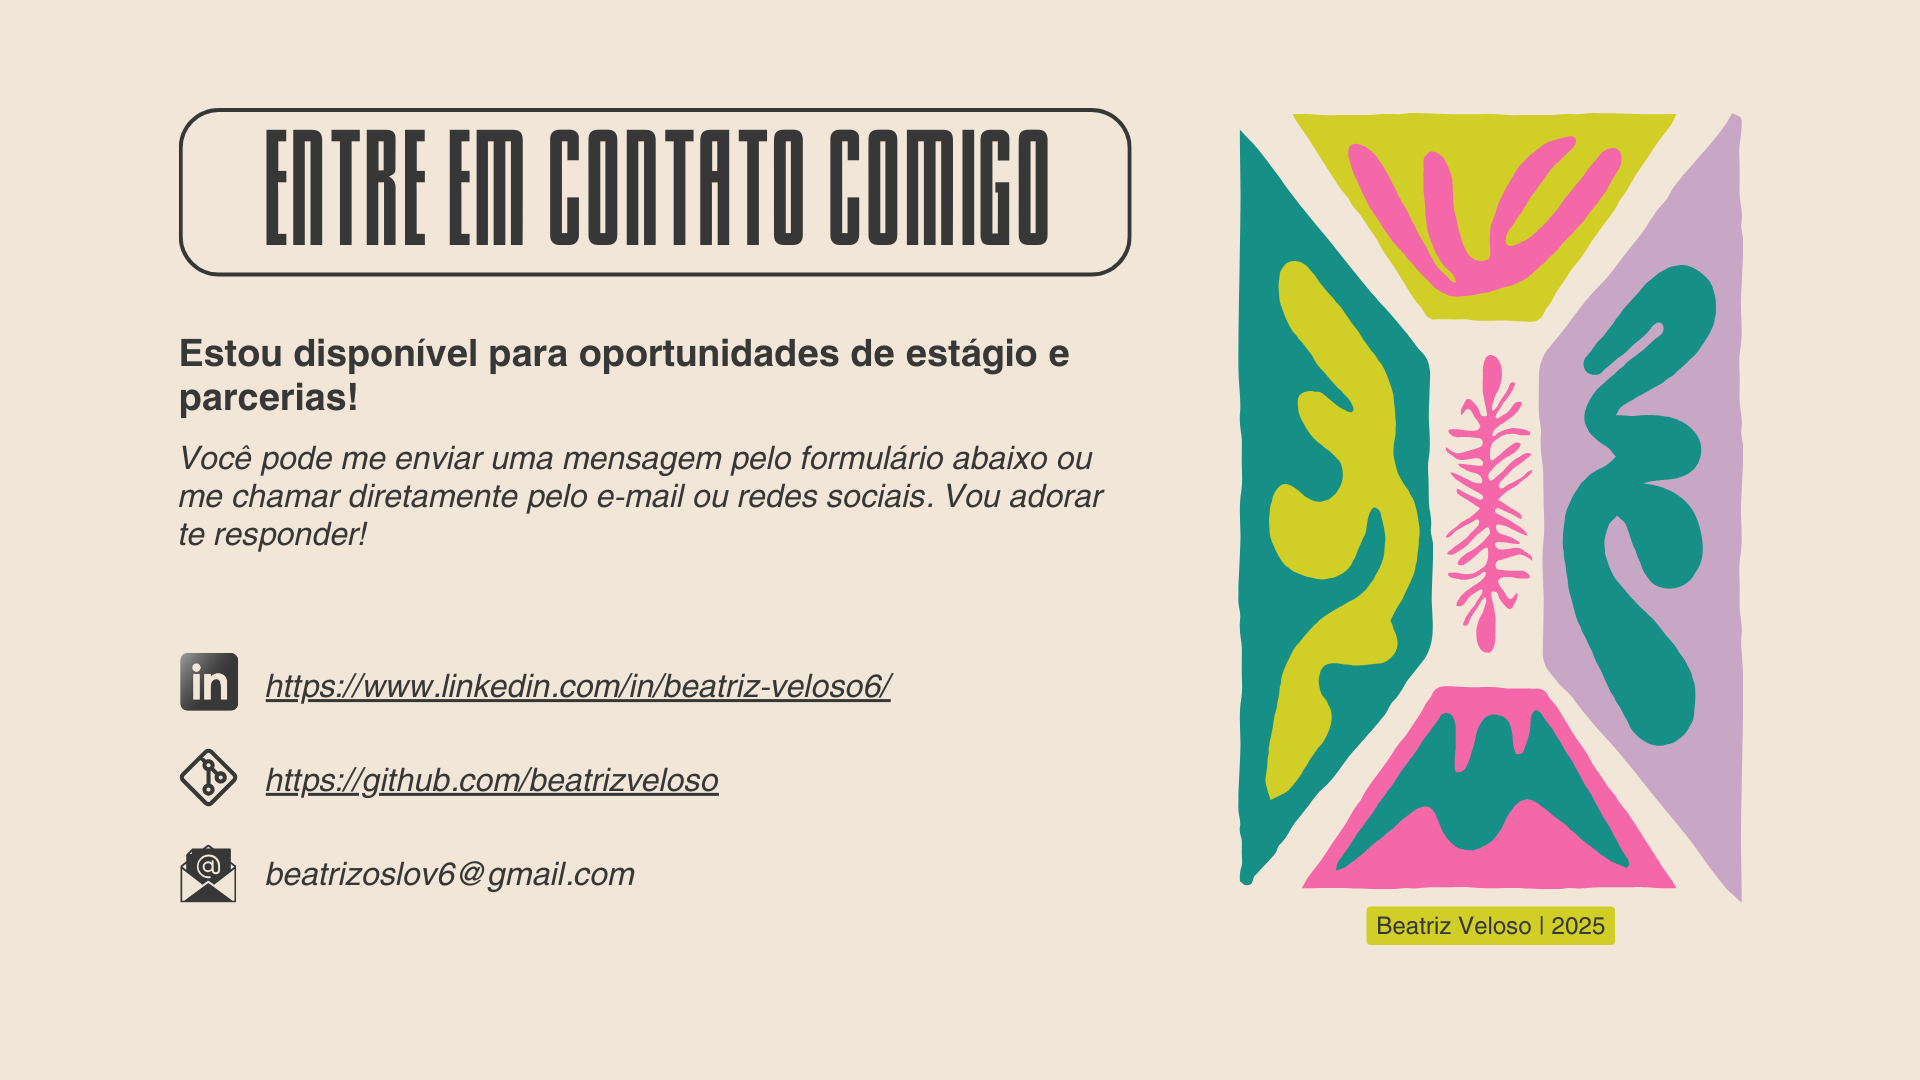 ENTRE EM CONTATO COMIGO
Estou disponível para oportunidades de estágio e
parcerias!
Você pode me enviar uma mensagem pelo formulário abaixo ou
me chamar diretamente pelo e-mail ou redes sociais. Vou adorar
te responder!
in
https://www.linkedin.com/in/beatriz-veloso6/
https://github.com/beatrizveloso
@
beatrizoslov6@gmail.com
Beatriz Veloso | 2025